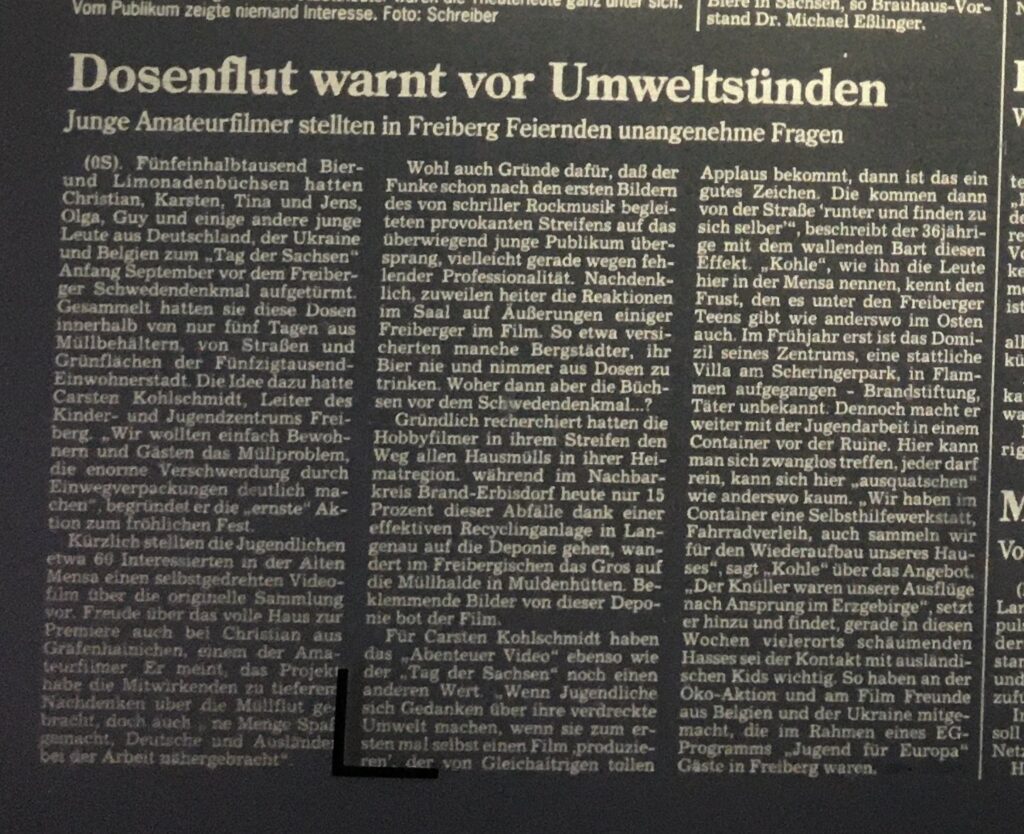 Vom Publikum zeigte niemand Interesse. Foto: Schreiber
Biere in Sachsen, so Brauhaus-Vor-
stand Dr. Michael Eßlinger.
Dosenflut warnt vor Umweltsünden
Junge Amateurfilmer stellten in Freiberg Feiernden unangenehme Fragen
(0S). Fünfeinhalbtausend Bier-
und Limonadenbüchsen hatten
Christian, Karsten, Tina und Jens,
Olga, Guy und einige andere junge
Leute aus Deutschland, der Ukraine
und Belgien zum „Tag der Sachsen“
Anfang September vor dem Freiber-
ger Schwedendenkmal aufgetürmt.
Gesammelt hatten sie diese Dosen
innerhalb von nur fünf Tagen aus
Müllbehältern, von Straßen und
Grünflächen der Fünfzigtausend-
Einwohnerstadt. Die Idee dazu hatte
Carsten Kohlschmidt, Leiter des
Kinder- und Jugendzentrums Frei-
berg. „Wir wollten einfach Bewoh-
nern und Gästen das Müllproblem,
die enorme Verschwendung durch
Einwegverpackungen deutlich ma-
chen“, begründet er die „ernste“ Ak-
tion zum fröhlichen Fest.
Kürzlich stellten die Jugendlichen
etwa 60 Interessierten in der Alten
Mensa einen selbstgedrehten Video-
film über die originelle Sammlung
vor. Freude über das volle Haus zur
Premiere auch bei Christian aus
Gräfenhainichen, einem der Ama-
teurfilmer. Er meint, das Projekt
habe die Mitwirkenden zu tieferem
Nachdenken über die Müllflut ge-
bracht, doch auch „ne Menge Spaß
gemacht, Deutsche und Ausländer
bei der Arbeit nähergebracht“.
Wohl auch Gründe dafür, daß der
Funke schon nach den ersten Bildern
des von schriller Rockmusik beglei-
teten provokanten Streifens auf das
überwiegend junge Publikum über-
sprang, vielleicht gerade wegen feh-
lender Professionalität. Nachdenk-
lich, zuweilen heiter die Reaktionen
im Saal auf Äußerungen einiger
Freiberger im Film. So etwa versi-
cherten manche Bergstädter, ihr
Bier nie und nimmer aus Dosen zu
trinken. Woher dann aber die Büch-
sen vor dem Schwedendenkmal...?
Gründlich recherchiert hatten die
Hobbyfilmer in ihrem Streifen den
Weg allen Hausmülls in ihrer Hei-
matregion. während im Nachbar-
kreis Brand-Erbisdorf heute nur 15
Prozent dieser Abfälle dank einer
effektiven Recyclinganlage in Lan-
genau auf die Deponie gehen, wan-
dert im Freibergischen das Gros auf
die Müllhalde in Muldenhütten. Be-
klemmende Bilder von dieser Depo-
nie bot der Film.
Für Carsten Kohlschmidt haben
das „Abenteuer Video“ ebenso wie
der „Tag der Sachsen“ noch einen
anderen Wert. „Wenn Jugendliche
sich Gedanken über ihre verdreckte
Umwelt machen, wenn sie zum er-
sten mal selbst einen Film ‚produzie-
ren‘, der von Gleichaltrigen tollen
Applaus bekommt, dann ist das ein
gutes Zeichen. Die kommen dann
von der Straße 'runter und finden zu
sich selber'“, beschreibt der 36jähri-
ge mit dem wallenden Bart diesen
Effekt. „Kohle“, wie ihn die Leute
hier in der Mensa nennen, kennt den
Frust, den es unter den Freiberger
Teens gibt wie anderswo im Osten
auch. Im Frühjahr erst ist das Domi-
zil seines Zentrums, eine stattliche
Villa am Scheringerpark, in Flam-
men aufgegangen - Brandstiftung,
Täter unbekannt. Dennoch macht er
weiter mit der Jugendarbeit in einem
Container vor der Ruine. Hier kann
man sich zwanglos treffen, jeder darf
rein, kann sich hier „ausquatschen“
wie anderswo kaum. „Wir haben im
Container eine Selbsthilfewerkstatt,
Fahrradverleih, auch sammeln wir
für den Wiederaufbau unseres Hau-
ses“, sagt „Kohle“ über das Angebot.
„Der Knüller waren unsere Ausflüge
nach Ansprung im Erzgebirge“, setzt
er hinzu und findet, gerade in diesen
Wochen vielerorts schäumenden
Hasses sei der Kontakt mit ausländi-
schen Kids wichtig. So haben an der
Öko-Aktion und am Film Freunde
aus Belgien und der Ukraine mitge-
macht, die im Rahmen eines EG-
Programms „Jugend für Europa“
Gäste in Freiberg waren.